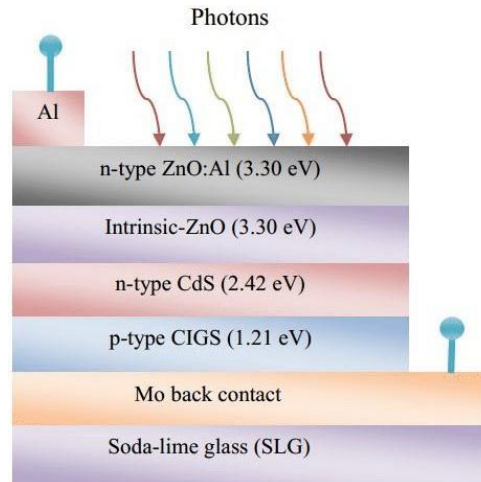 Photons
Al
n-type ZnO:Al (3.30 eV)
Intrinsic-ZnO (3.30 eV)
n-type CdS (2.42 eV)
p-type CIGS (1.21 eV)
Mo back contact
Soda-lime glass (SLG)